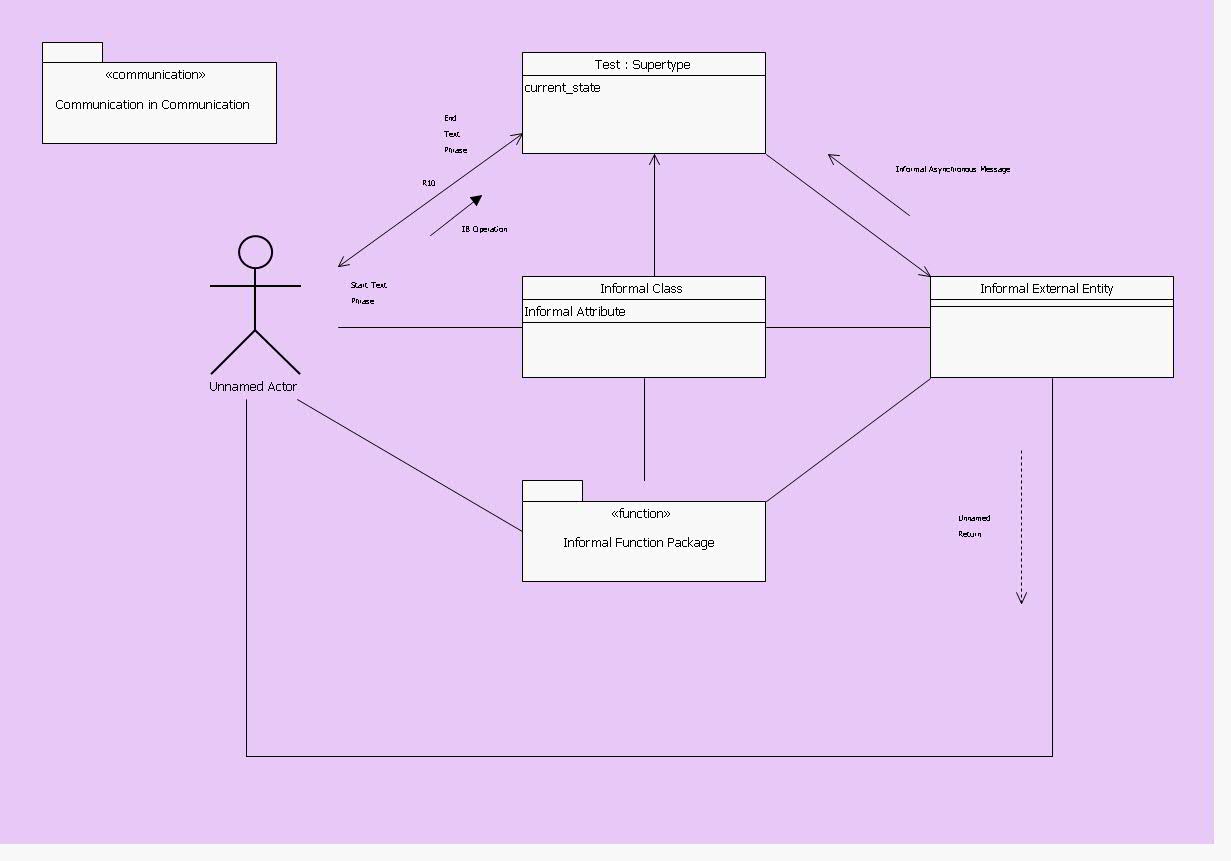 «communication»
Communication in Communication
Test : Supertype
current_state
End
Text
Phrase
R10
IB Operation
Informal Asynchronous Message
Start Text
Phrase
Unnamed Actor
Informal Class
Informal Attribute
Informal External Entity
«function»
Informal Function Package
Unnamed
Return